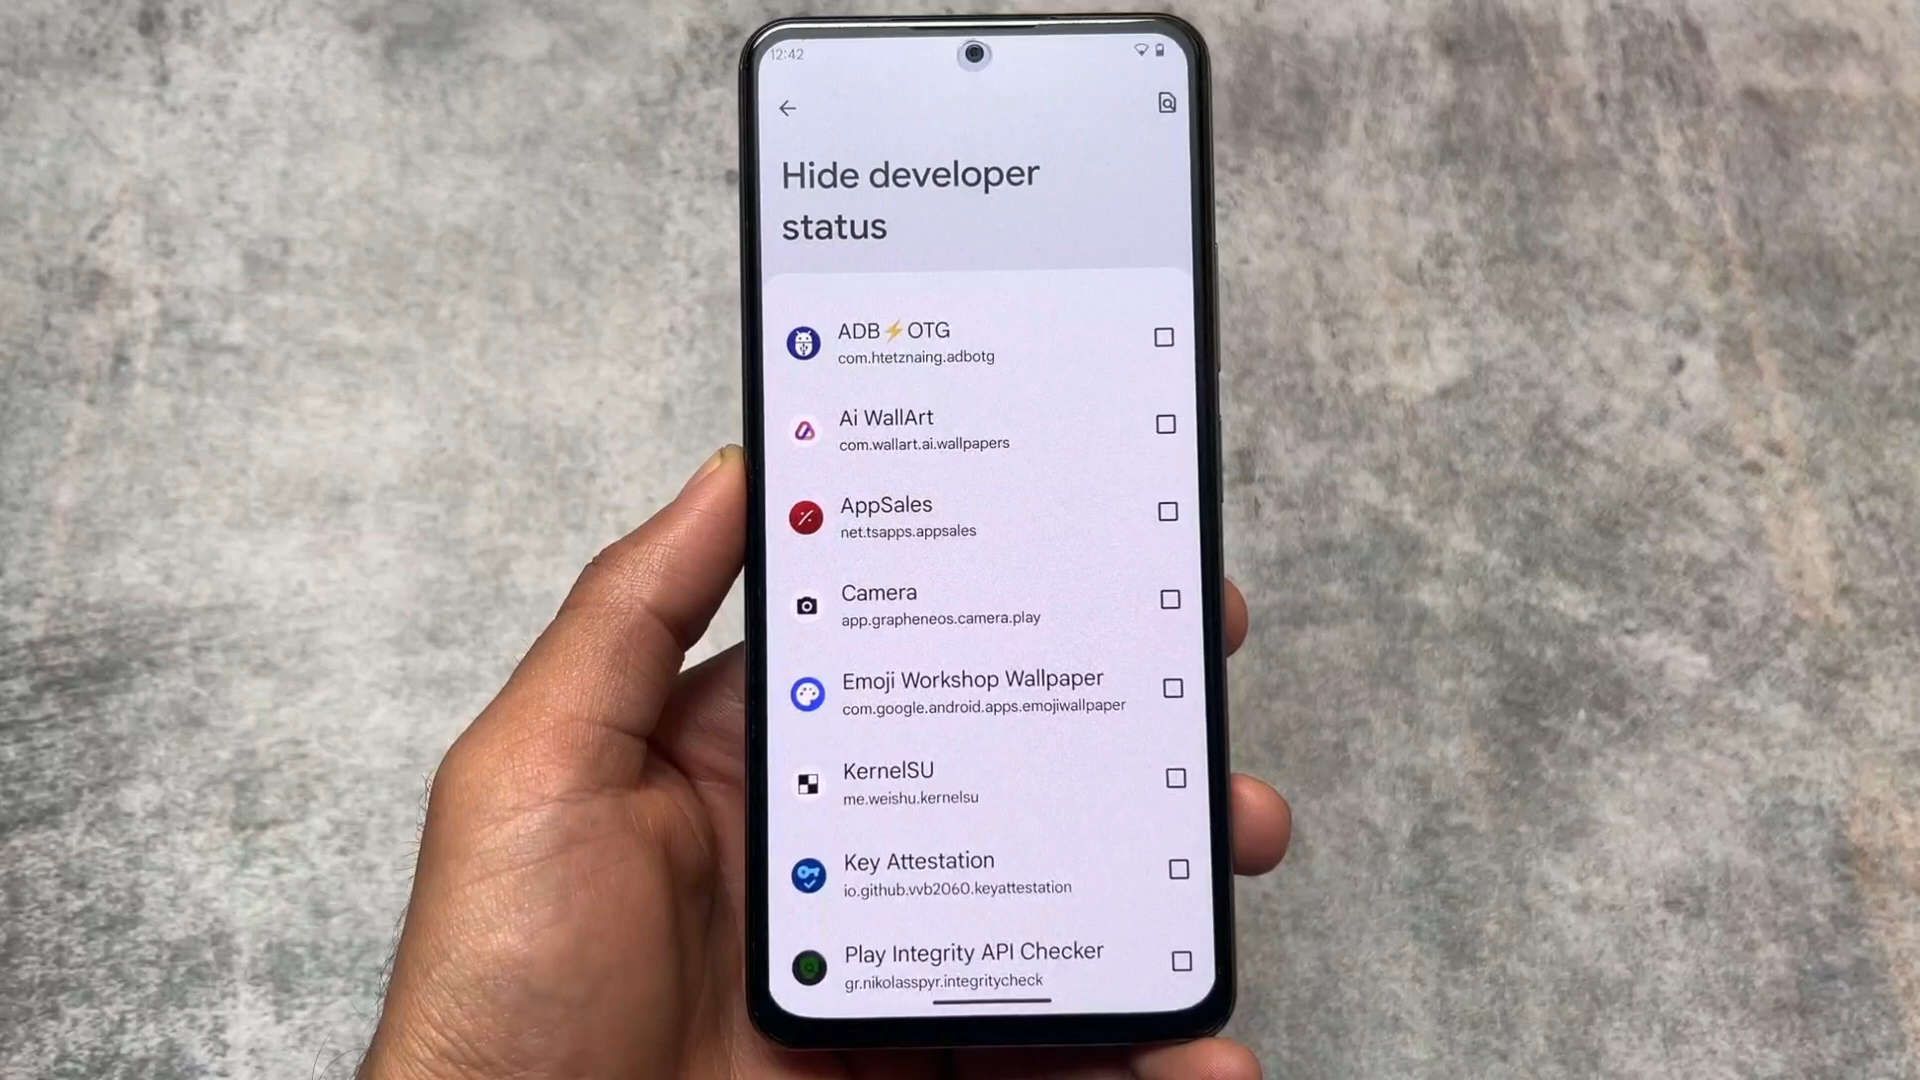 12:42
Hide developer
status
ADB⚡OTG
com.htetznaing.adbotg
Ai WallArt
com.wallart.ai.wallpapers
AppSales
net.tsapps.appsales
Camera
app.grapheneos.camera.play
Emoji Workshop Wallpaper
com.google.android.apps.emojiwallpaper
KernelSU
me.weishu.kernelsu
Key Attestation
io.github.vvb2060.keyattestation
Play Integrity API Checker
gr.nikolasspyr.integritycheck